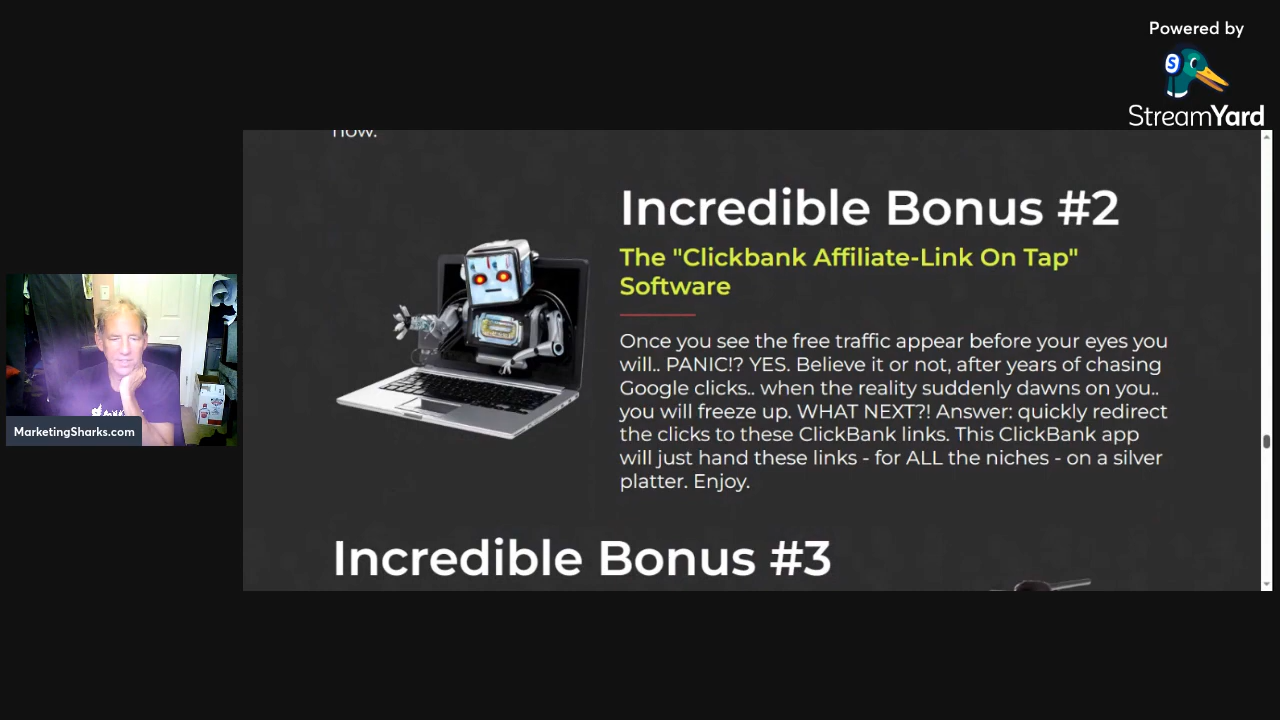 Powered by
S
StreamYard
now.
Incredible Bonus #2
The "Clickbank Affiliate-Link On Tap"
Software
Once you see the free traffic appear before your eyes you
will.. PANIC!? YES. Believe it or not, after years of chasing
Google clicks.. when the reality suddenly dawns on you..
you will freeze up. WHAT NEXT?! Answer: quickly redirect
the clicks to these ClickBank links. This ClickBank app
will just hand these links - for ALL the niches - on a silver
platter. Enjoy.
MarketingSharks.com
Incredible Bonus #3